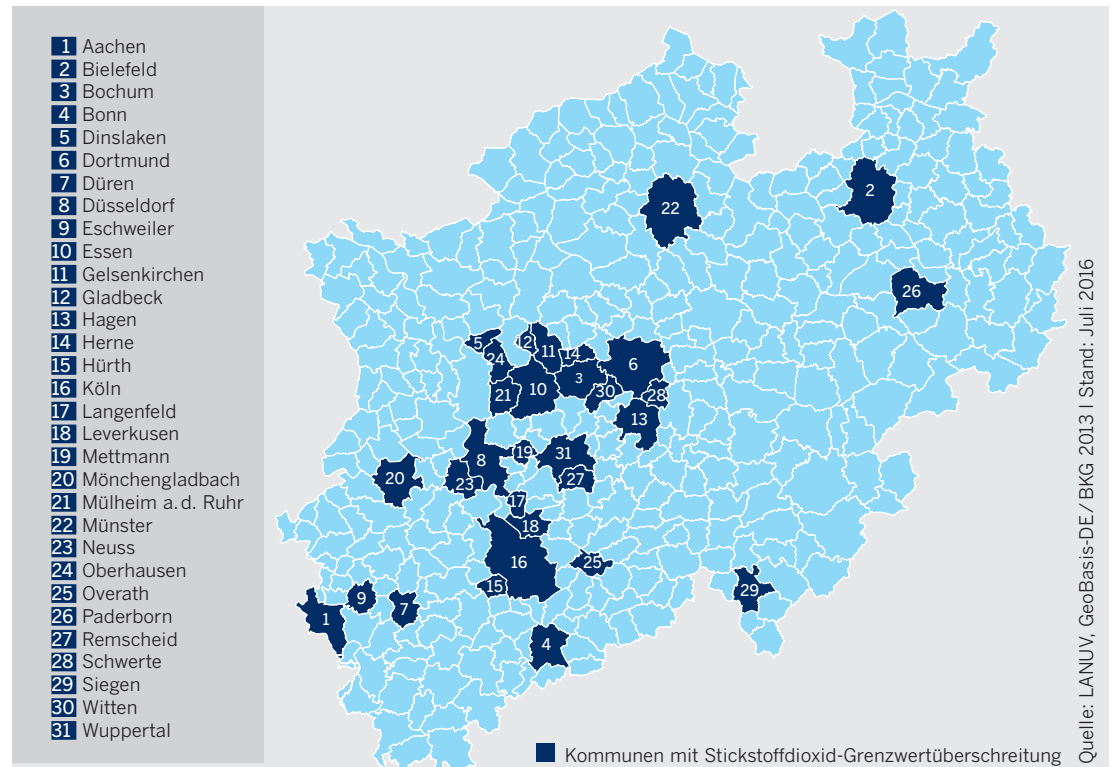 1 Aachen
2 Bielefeld
3 Bochum
4 Bonn
5 Dinslaken
6 Dortmund
7 Düren
8 Düsseldorf
9 Eschweiler
10 Essen
11 Gelsenkirchen
12 Gladbeck
13 Hagen
14 Herne
15 Hürth
16 Köln
17 Langenfeld
18 Leverkusen
19 Mettmann
20 Mönchengladbach
21 Mülheim a. d. Ruhr
22 Münster
23 Neuss
24 Oberhausen
25 Overath
26 Paderborn
27 Remscheid
28 Schwerte
29 Siegen
30 Witten
31 Wuppertal
2
22
26
5
12
11
14
24
6
3
10
30
21
28
13
19
31
8
20
23
27
17
18
16
25
15
29
9
7
1
4
Kommunen mit Stickstoffdioxid-Grenzwertüberschreitung
Quelle: LANUV, GeoBasis-DE / BKG 2013 I Stand: Juli 2016